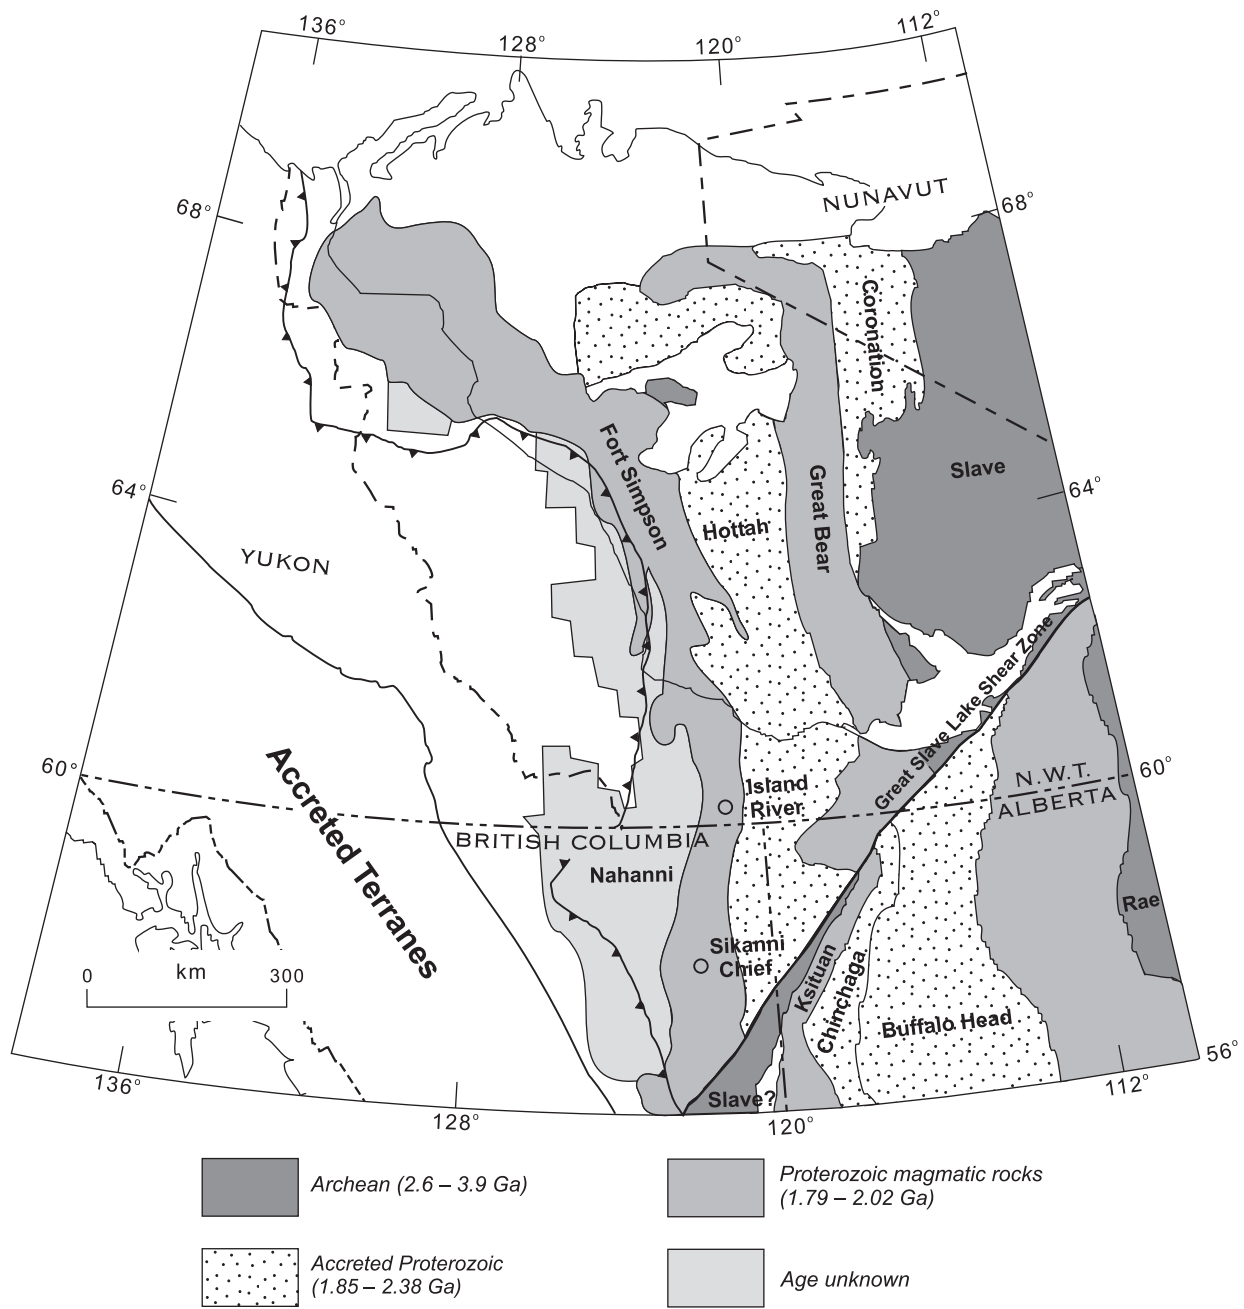 136°
128°
120°
112°
NUNAVUT
68°
68°
Coronation
Fort Simpson
Great Bear
Slave
64°
64°
Hottah
YUKON
Great Slave Lake Shear Zone
60°
60°
N.W.T.
ALBERTA
Island
River
BRITISH COLUMBIA
Accreted Terranes
Nahanni
Rae
Sikanni
Chief
Ksituan
Chinchaga
Buffalo Head
km
0
300
56°
136°
112°
Slave?
128°
120°
Archean (2.6 – 3.9 Ga)
Proterozoic magmatic rocks
(1.79 – 2.02 Ga)
Accreted Proterozoic
(1.85 – 2.38 Ga)
Age unknown